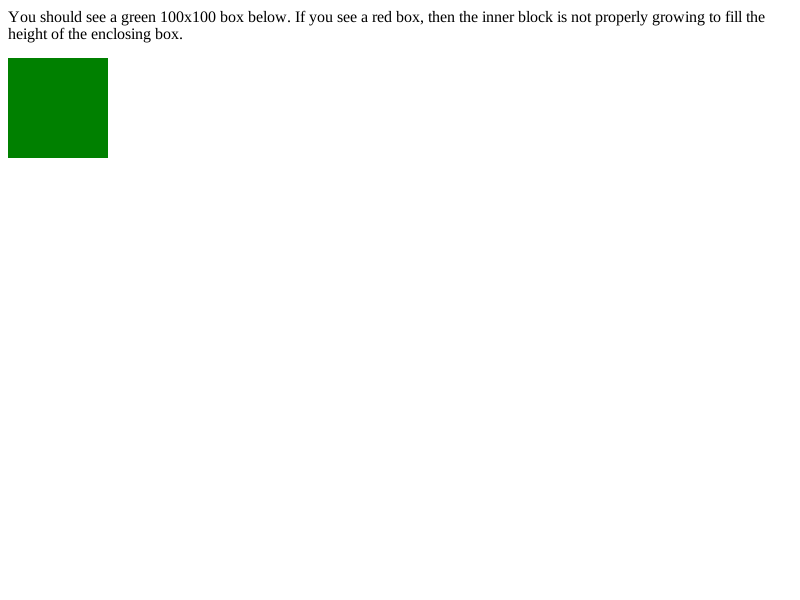 You should see a green 100x100 box below. If you see a red box, then the inner block is not properly growing to fill the
height of the enclosing box.